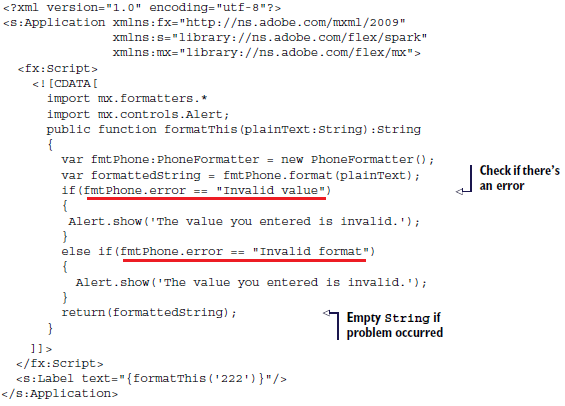 <?xml version="1.0" encoding="utf-8"?>
<s:Application xmlns:fx="http://ns.adobe.com/mxml/2009"
xmlns:s="library://ns.adobe.com/flex/spark"
xmlns:mx="library://ns.adobe.com/flex/mx">
<fx:Script>
<![CDATA[
import mx.formatters.*
import mx.controls.Alert;
public function formatThis(plainText:String):String
{
var fmtPhone:PhoneFormatter = new PhoneFormatter();
var formattedString = fmtPhone.format(plainText);
if(fmtPhone.error == "Invalid value")
Check if there's
an error
{
Alert.show('The value you entered is invalid.');
}
else if(fmtPhone.error == "Invalid format")
{
Alert.show('The value you entered is invalid.');
}
return(formattedString);
Empty String if
problem occurred
}
]]>
</fx:Script>
<s:Label text="{formatThis('222')}"/>
</s:Application>